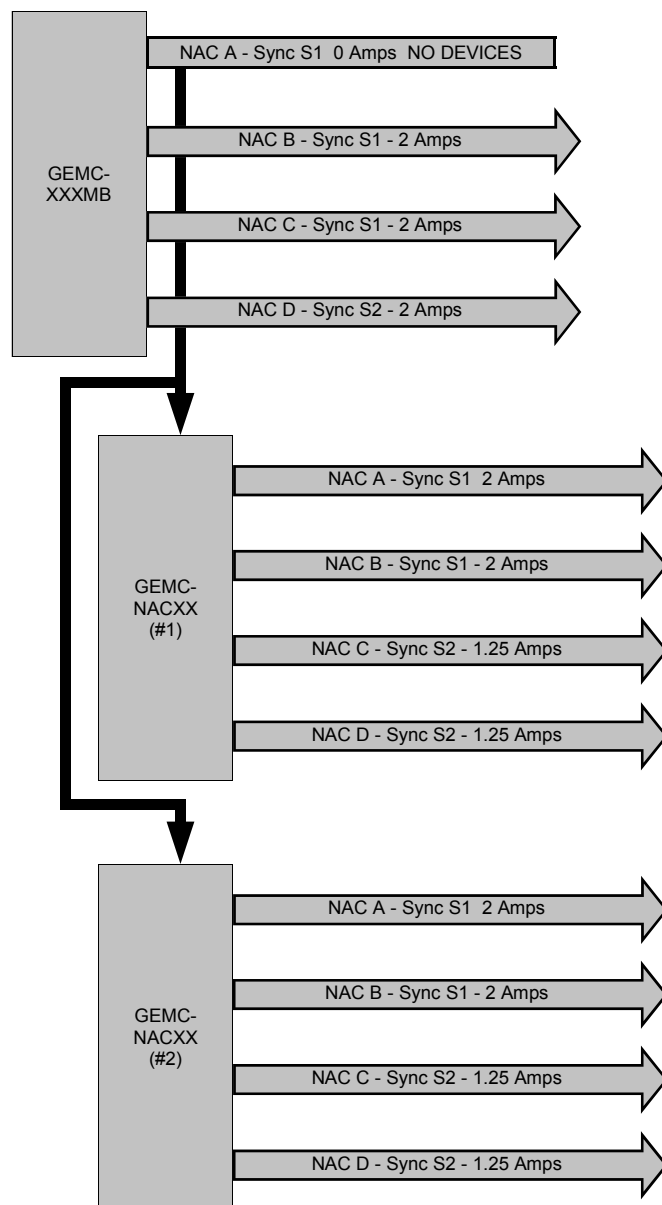 NAC A - Sync S1 0 Amps NO DEVICES
NAC B - Sync S1 - 2 Amps
GEMC-
XXXMB
NAC C - Sync S1 - 2 Amps
NAC D - Sync S2 - 2 Amps
NAC A - Sync S1 2 Amps
NAC B - Sync S1 - 2 Amps
GEMC-
NACXX
(#1)
NAC C - Sync S2 - 1.25 Amps
NAC D - Sync S2 - 1.25 Amps
NAC A - Sync S1 2 Amps
NAC B - Sync S1 - 2 Amps
GEMC-
NACXX
(#2)
NAC C - Sync S2 - 1.25 Amps
NAC D - Sync S2 - 1.25 Amps